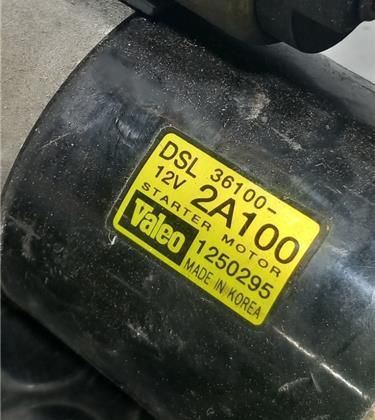 DSL 36100-
12V 2A100
STARTER MOTOR
Valeo 1250295
MADE IN KOREA